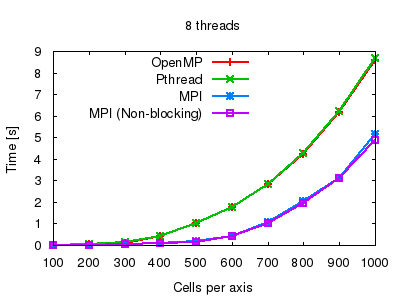 8 threads
9
8
7
6
5
4
3
2
1
0
Time [s]
OpenMP
Pthread
MPI
MPI (Non-blocking)
100 200 300 400 500 600 700 800 900 1000
Cells per axis